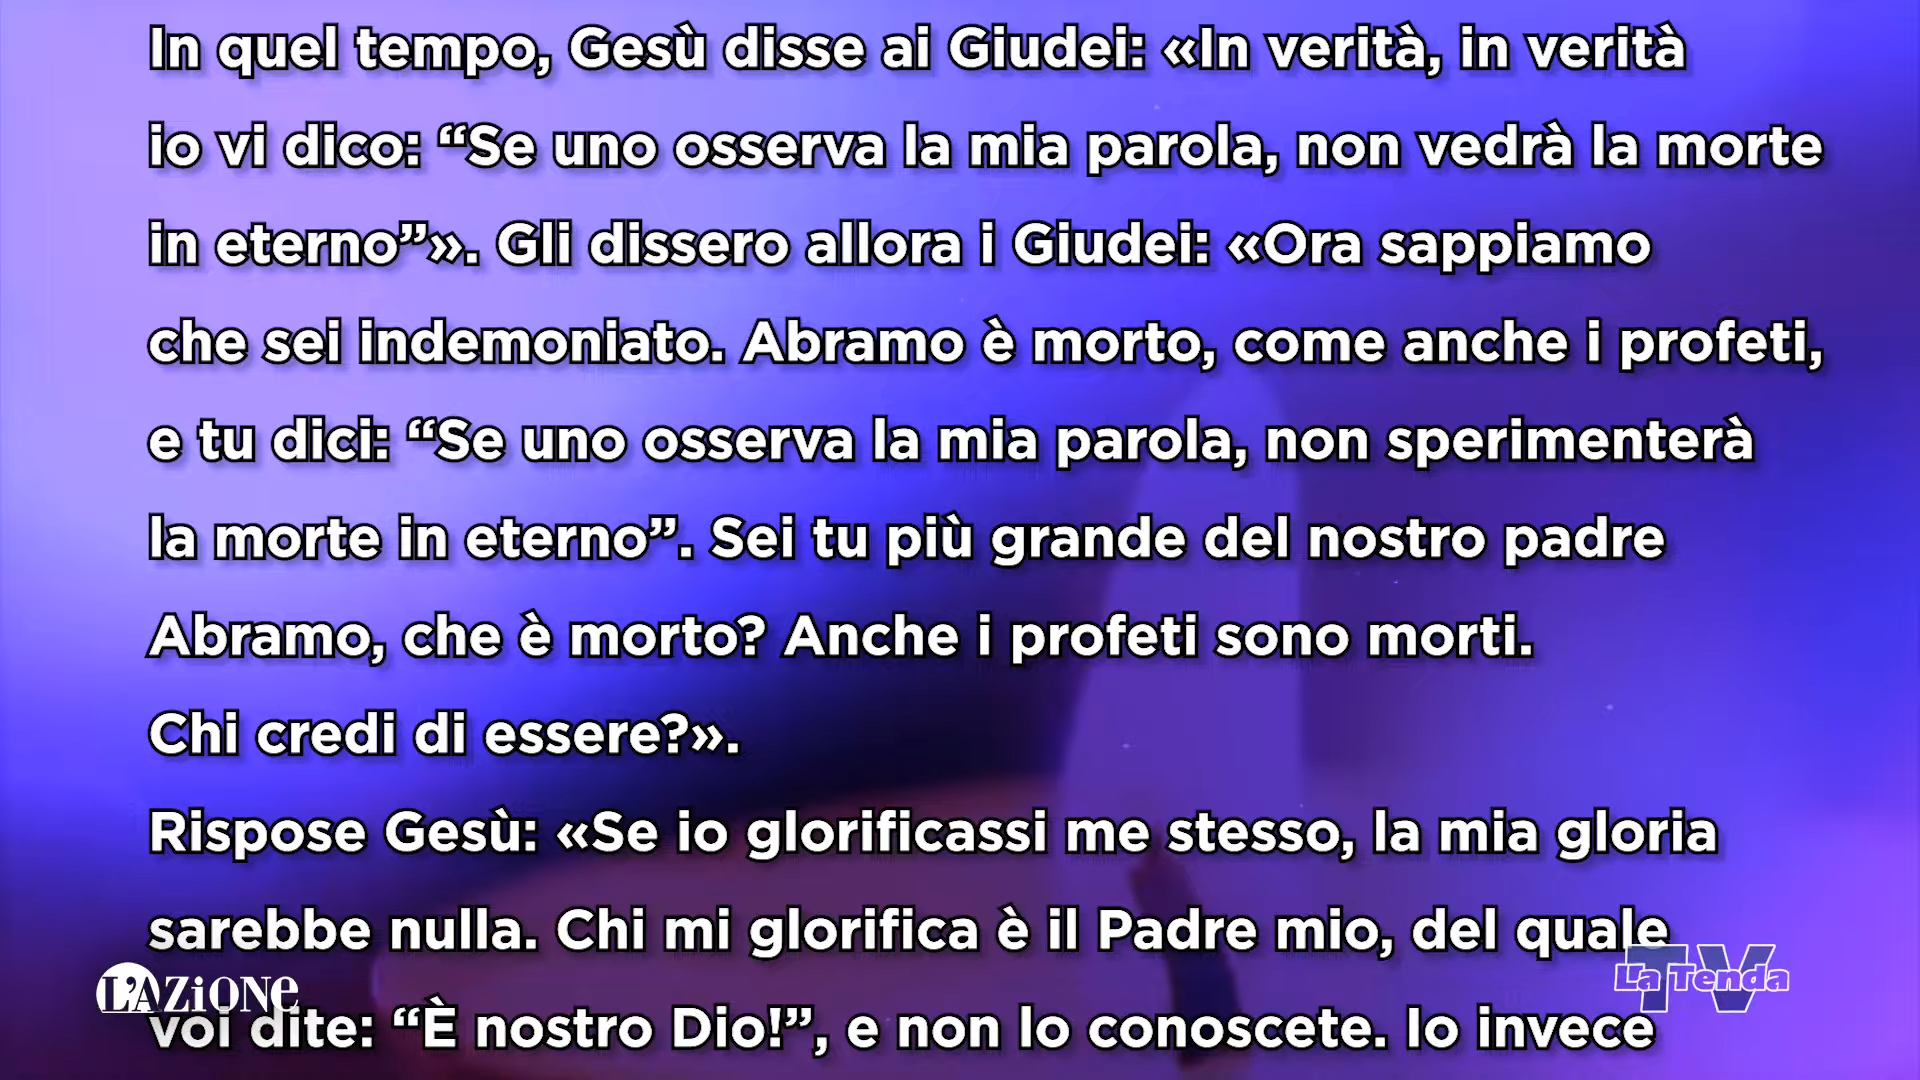 In quel tempo, Gesù disse ai Giudei: «In verità, in verità
io vi dico: “Se uno osserva la mia parola, non vedrà la morte
in eterno”». Gli dissero allora i Giudei: «Ora sappiamo
che sei indemoniato. Abramo è morto, come anche i profeti,
e tu dici: “Se uno osserva la mia parola, non sperimenterà
la morte in eterno”. Sei tu più grande del nostro padre
Abramo, che è morto? Anche i profeti sono morti.
Chi credi di essere?».
Rispose Gesù: «Se io glorificassi me stesso, la mia gloria
sarebbe nulla. Chi mi glorifica è il Padre mio, del quale
L'AZiONe
La Tenda TV
voi dite: “È nostro Dio!”, e non lo conoscete. Io invece